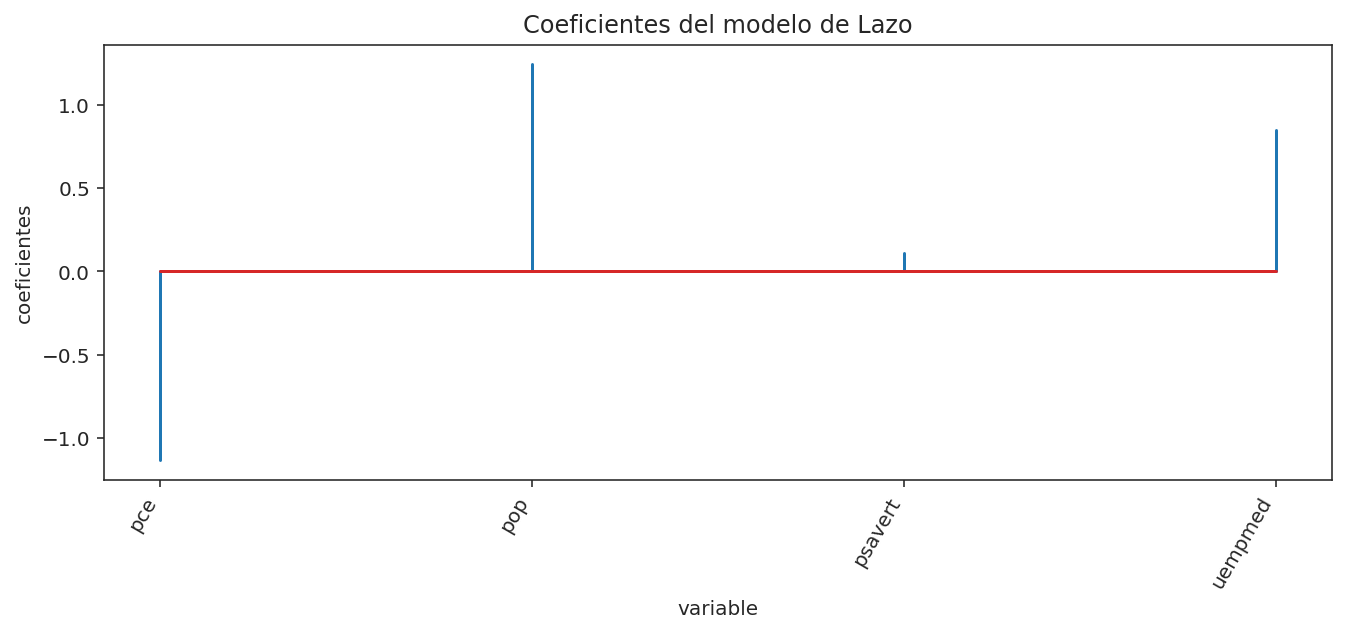 Coeficientes del modelo de Lazo
coeficientes
1.0
0.5
0.0
−0.5
−1.0
pce
pop
psavert
uempmed
variable